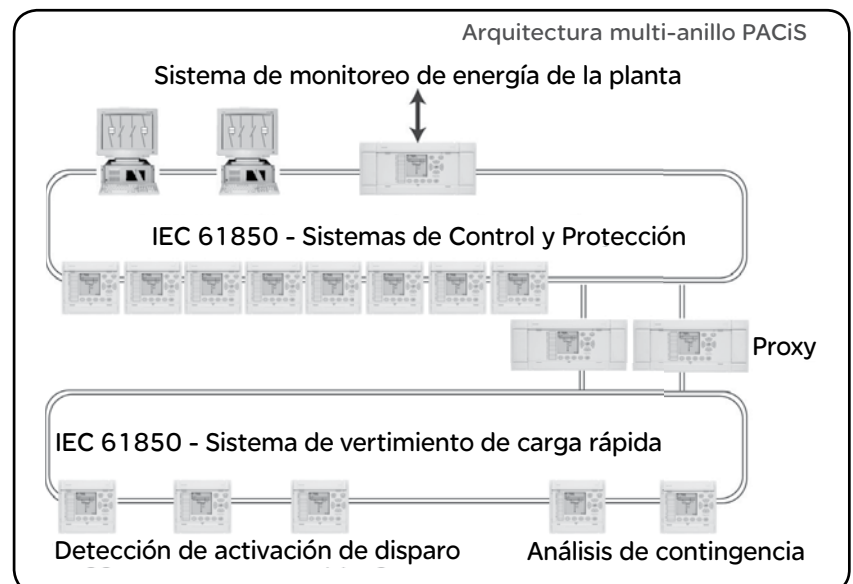 Arquitectura multi-anillo PACiS
Sistema de monitoreo de energía de la planta
IEC 61850 - Sistemas de Control y Protección
Proxy
IEC 61850 - Sistema de vertimiento de carga rápida
Detección de activación de disparo
Análisis de contingencia